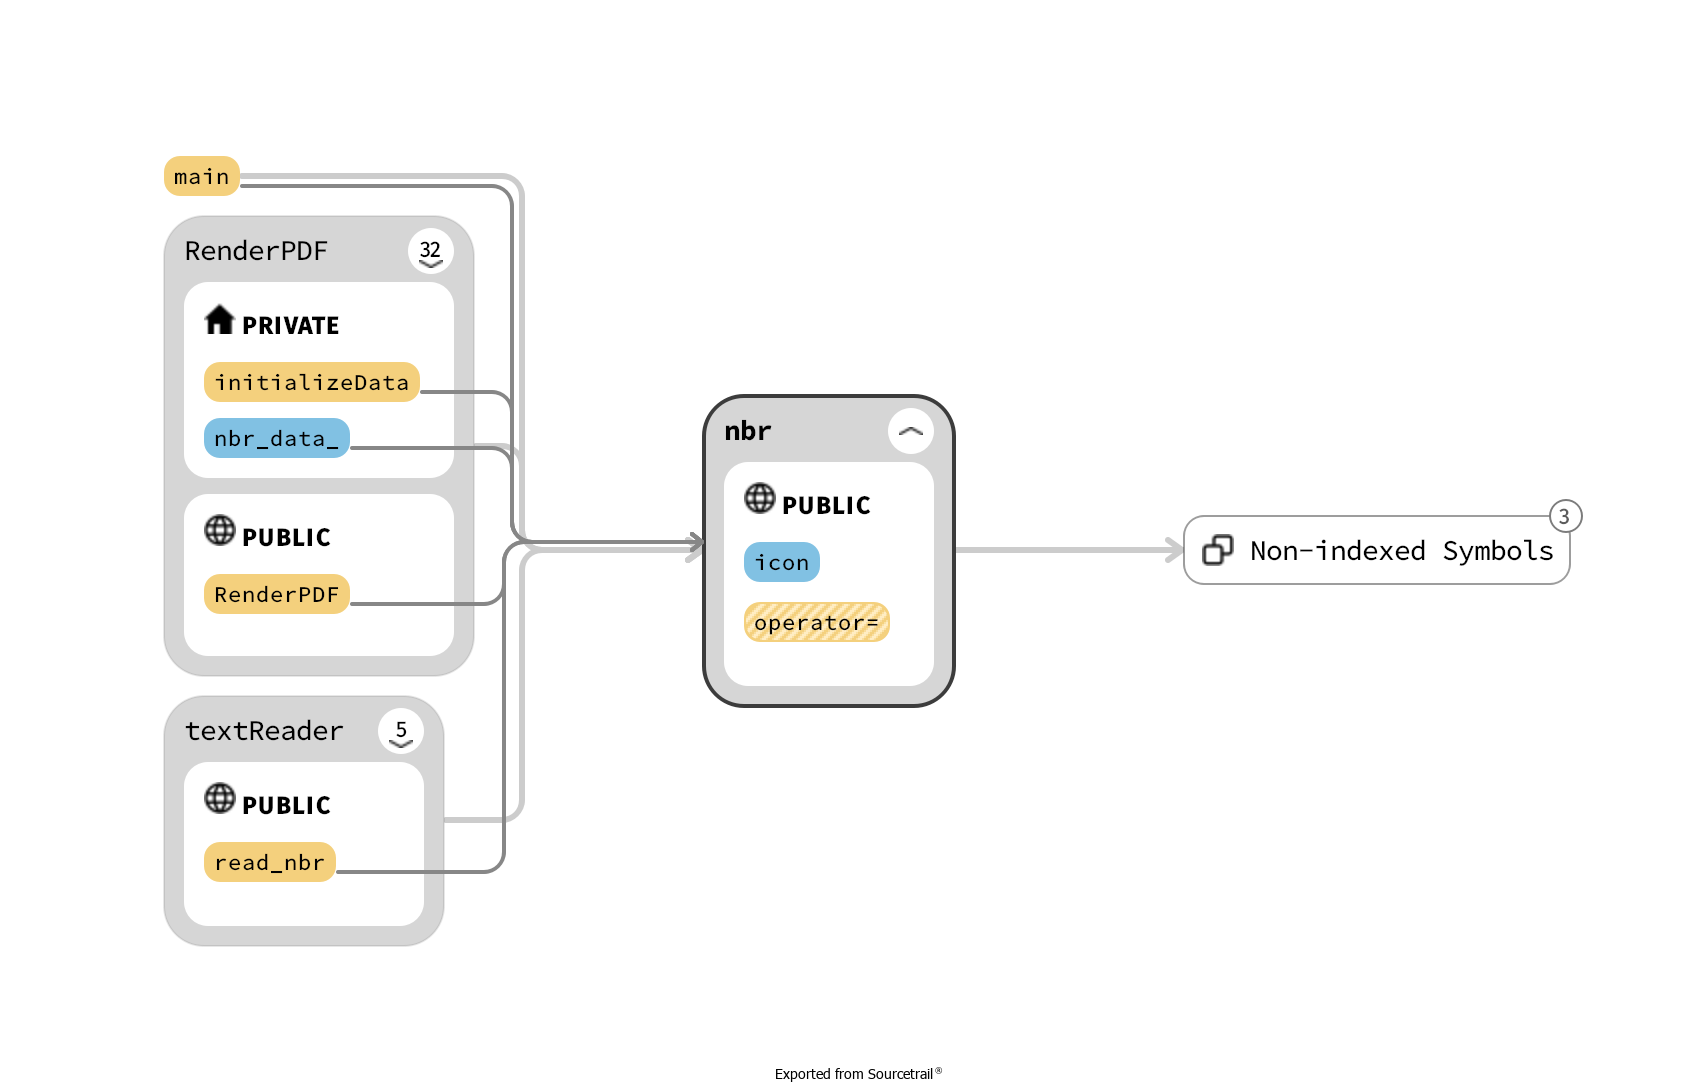 main
RenderPDF 32
PRIVATE
initializeData
nbr_data_
PUBLIC
RenderPDF
textReader 5
PUBLIC
read_nbr
nbr
PUBLIC
icon
operator=
3
Non-indexed Symbols
Exported from Sourcetrail®